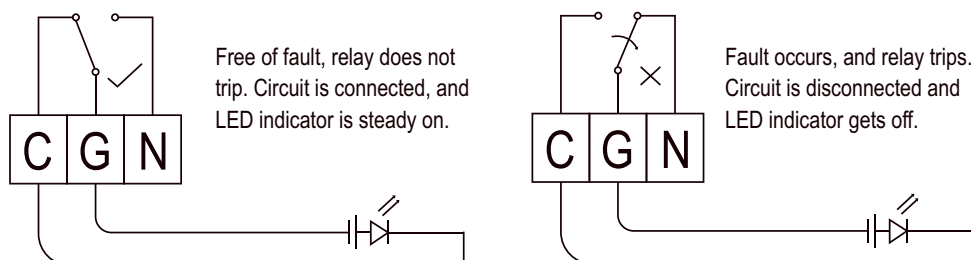 Free of fault, relay does not
trip. Circuit is connected, and
LED indicator is steady on.
C G N
Fault occurs, and relay trips.
Circuit is disconnected and
LED indicator gets off.
C G N